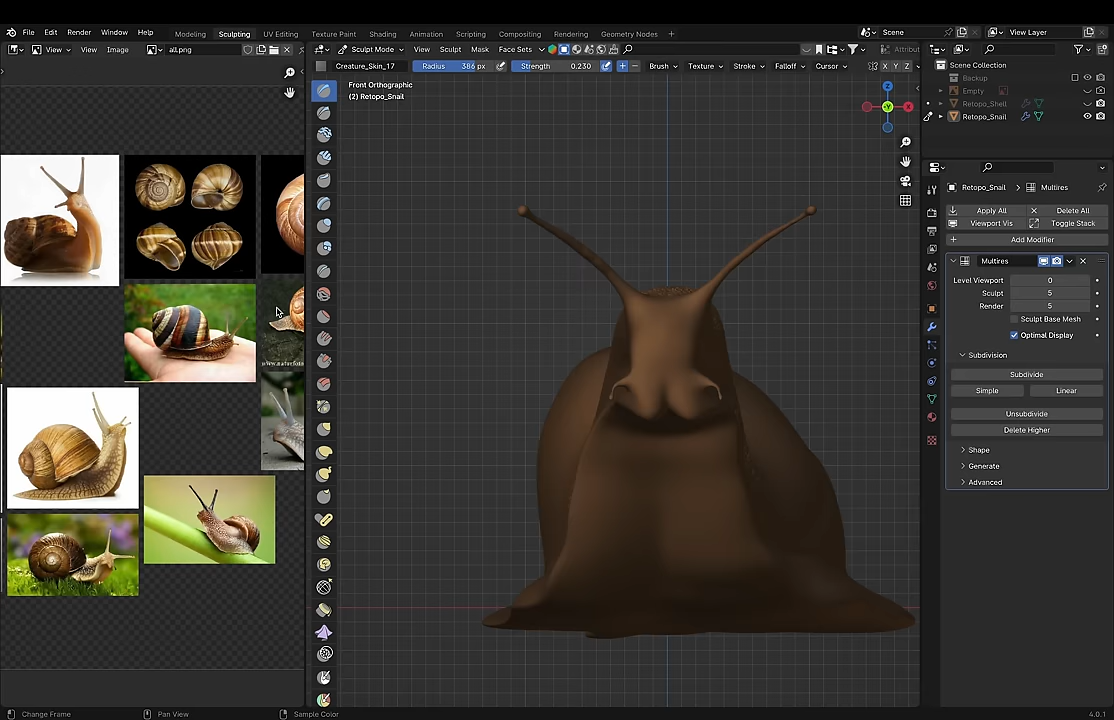 File Edit Render Window Help Modeling Sculpting UV Editing Texture Paint Shading Animation Scripting Compositing Rendering Geometry Nodes + Scene View Layer
View View Image all.png Sculpt Mode View Sculpt Mask Face Sets Attribut
Creature_Skin_17 Radius 386 px Strength 0.230 Brush Texture Stroke Falloff Cursor X Y Z
Front Orthographic
(2) Retopo_Snail
Z
Y
X
Scene Collection
Backup
Empty
Retopo_Shell
Retopo_Snail
Retopo_Snail Multires
Apply All Delete All
Viewport Vis Toggle Stack
Add Modifier
Multires
Level Viewport 0
Sculpt 5
Render 5
Sculpt Base Mesh
Optimal Display
Subdivision
Subdivide
Simple Linear
Unsubdivide
Delete Higher
Shape
Generate
Advanced
Change Frame Pan View Sample Color 4.0.1